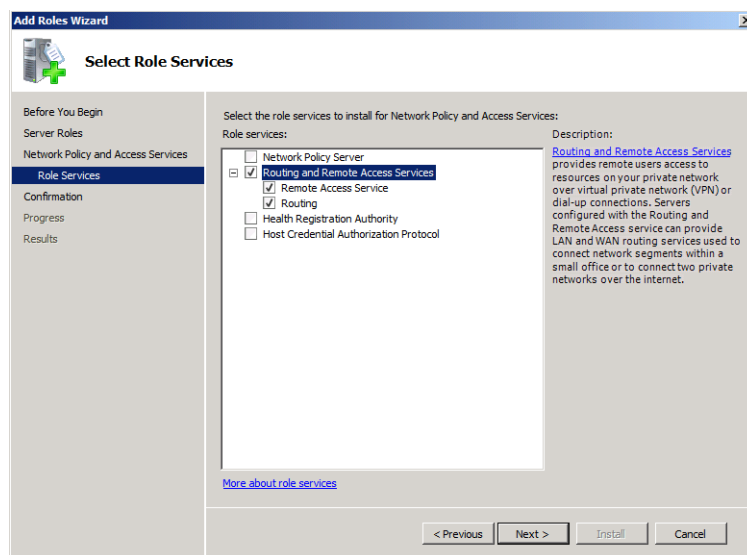 Add Roles Wizard
Select Role Services
Before You Begin
Server Roles
Network Policy and Access Services
Role Services
Confirmation
Progress
Results
Select the role services to install for Network Policy and Access Services:
Role services:
Network Policy Server
Routing and Remote Access Services
Remote Access Service
Routing
Health Registration Authority
Host Credential Authorization Protocol
More about role services
Description:
Routing and Remote Access Services
provides remote users access to
resources on your private network
over virtual private network (VPN) or
dial-up connections. Servers
configured with the Routing and
Remote Access service can provide
LAN and WAN routing services used to
connect network segments within a
small office or to connect two private
networks over the internet.
< Previous
Next >
Install
Cancel